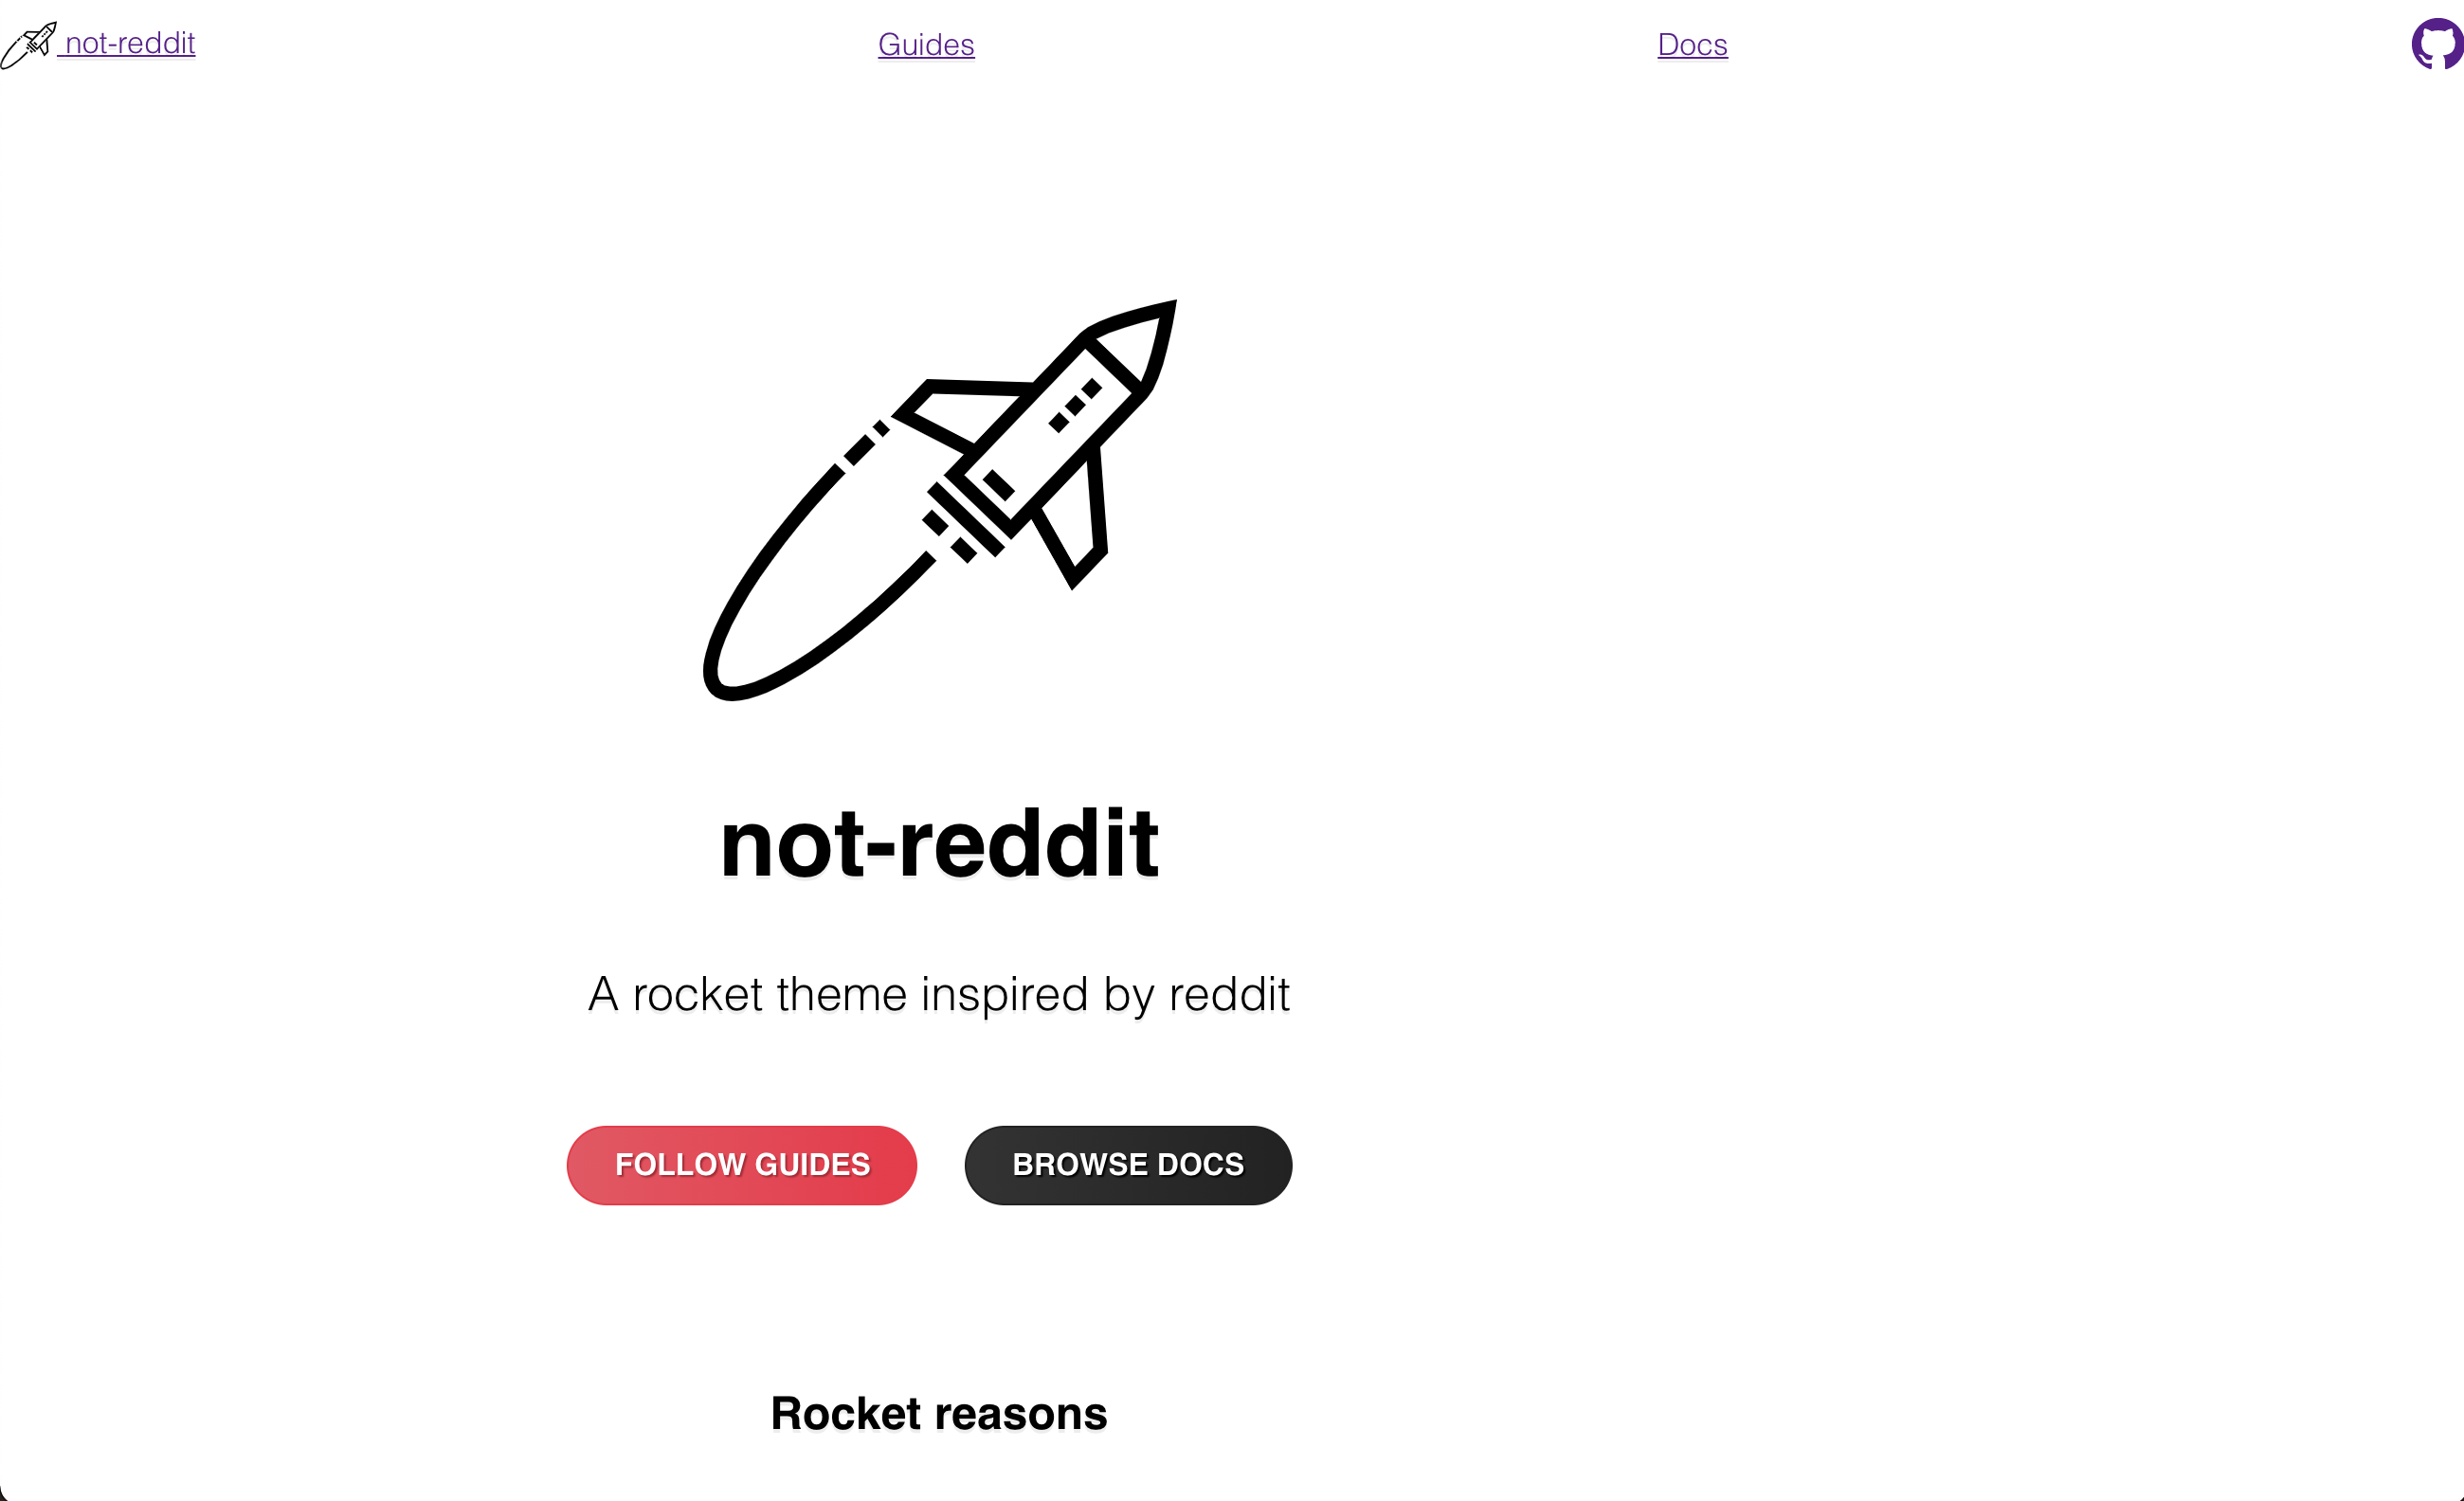 not-reddit
Guides
Docs
not-reddit
A rocket theme inspired by reddit
FOLLOW GUIDES
BROWSE DOCS
Rocket reasons